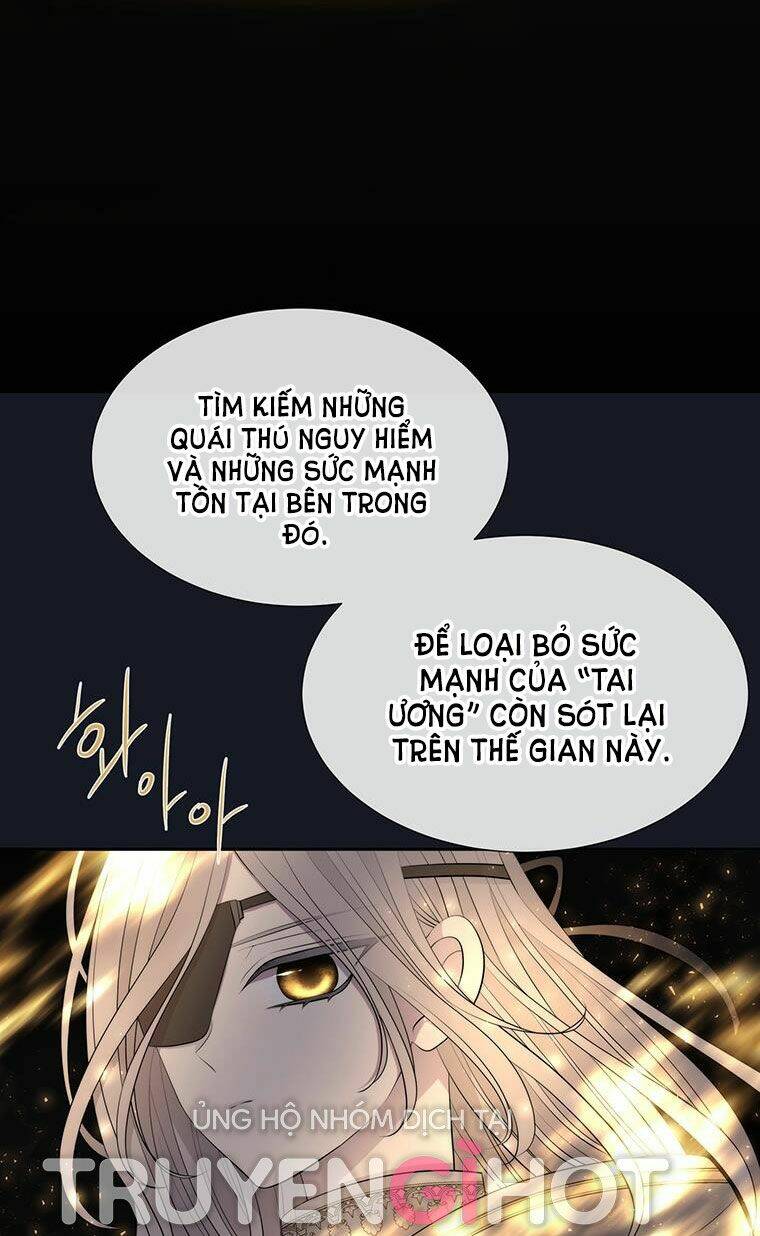 TÌM KIẾM NHỮNG
QUÁI THÚ NGUY HIỂM
VÀ NHỮNG SỨC MẠNH
TỒN TẠI BÊN TRONG
ĐÓ.
ĐỂ LOẠI BỎ SỨC
MẠNH CỦA "TAI
ƯƠNG" CÒN SÓT LẠI
TRÊN THẾ GIAN NÀY.
화아아
ỦNG HỘ NHÓM DỊCH TẠI
TRUYENGIHOT